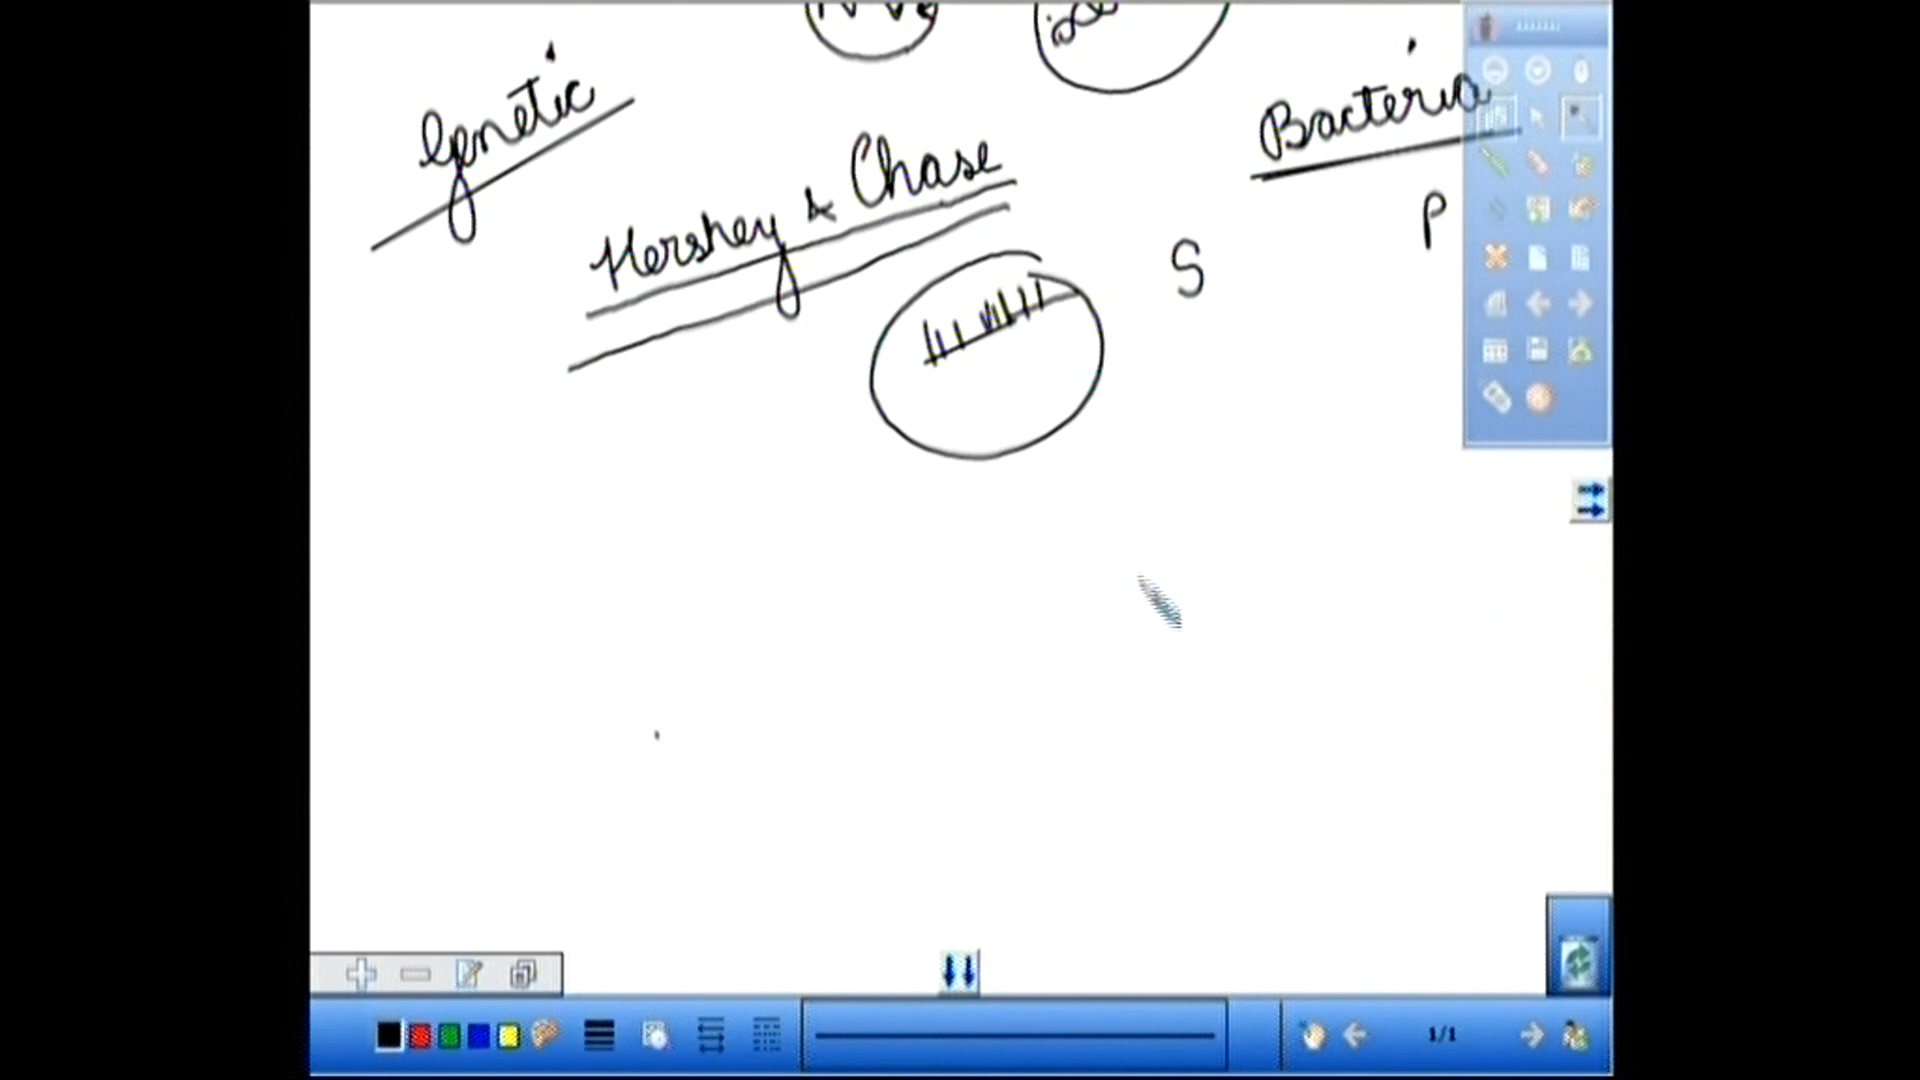 Genetic
Bacteria
Hershey & Chase
S
P
1/1